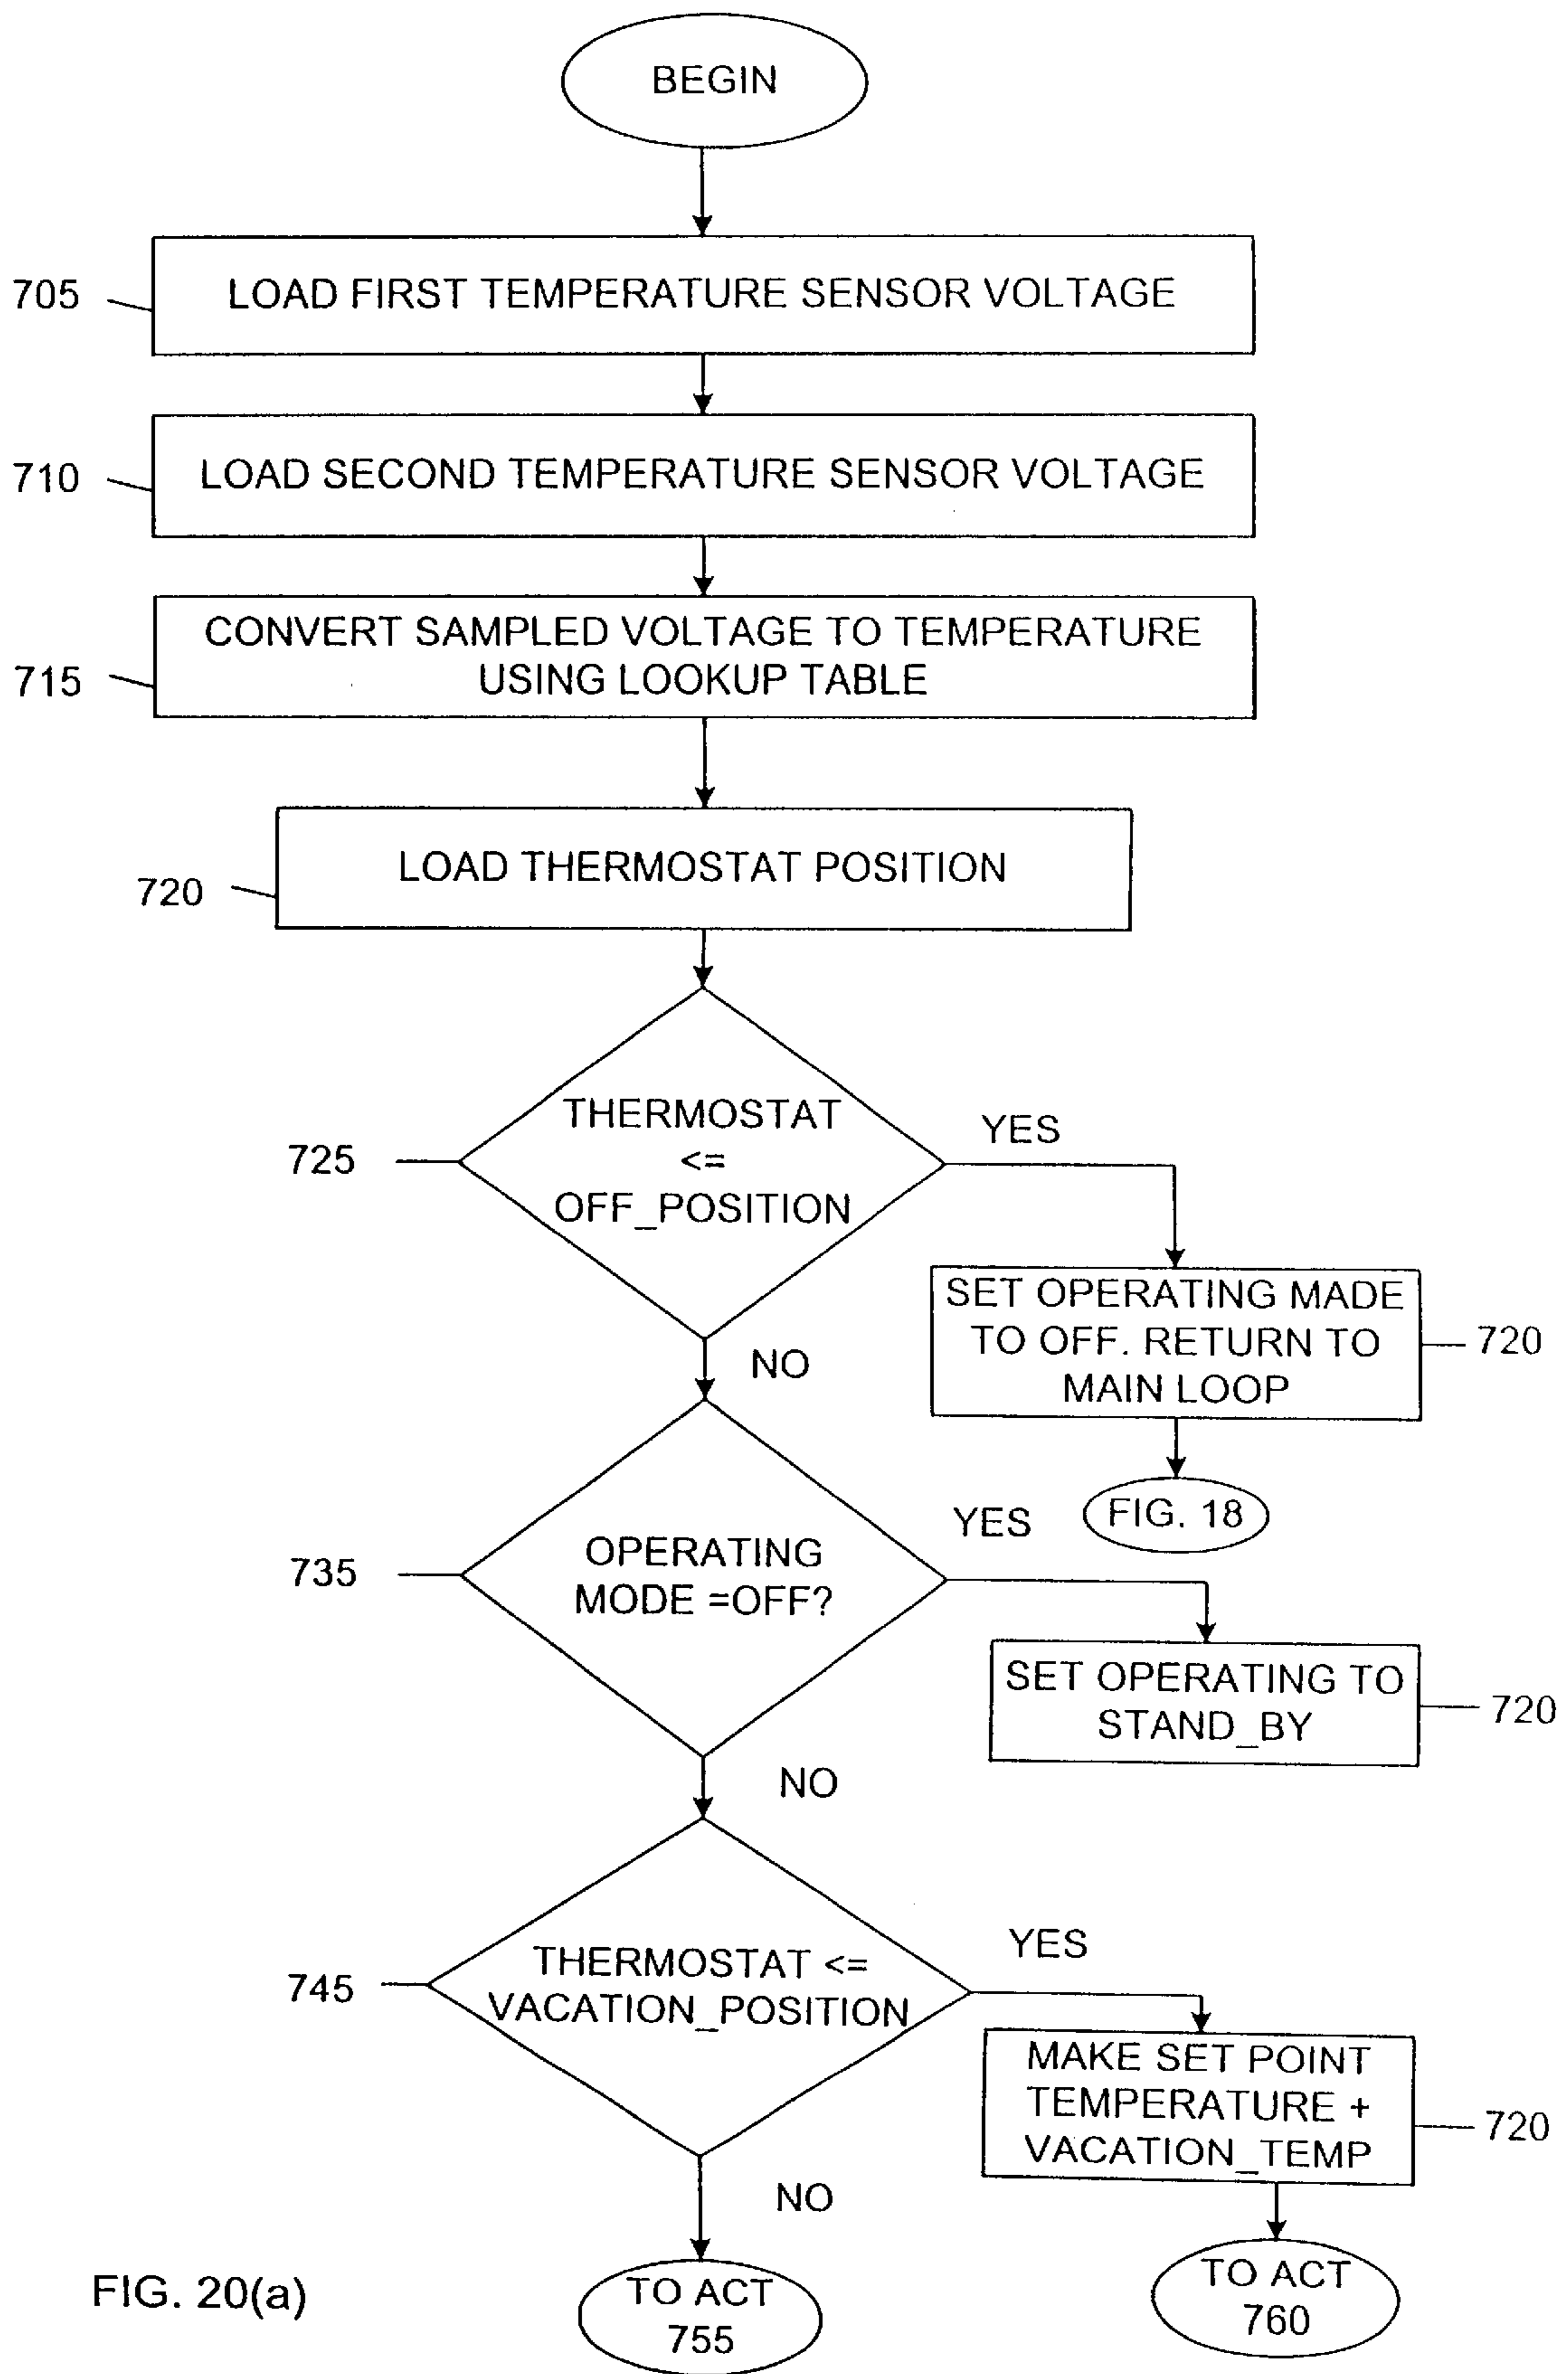 BEGIN
705
LOAD FIRST TEMPERATURE SENSOR VOLTAGE
710
LOAD SECOND TEMPERATURE SENSOR VOLTAGE
CONVERT SAMPLED VOLTAGE TO TEMPERATURE
USING LOOKUP TABLE
715
LOAD THERMOSTAT POSITION
720
THERMOSTAT
<=
OFF_POSITION
725
YES
SET OPERATING MADE
TO OFF. RETURN TO
MAIN LOOP
720
NO
FIG. 18
OPERATING
MODE =OFF?
735
YES
SET OPERATING TO
STAND_BY
720
NO
THERMOSTAT <=
VACATION_POSITION
745
YES
MAKE SET POINT
TEMPERATURE +
VACATION_TEMP
720
NO
TO ACT
755
TO ACT
760
FIG. 20(a)